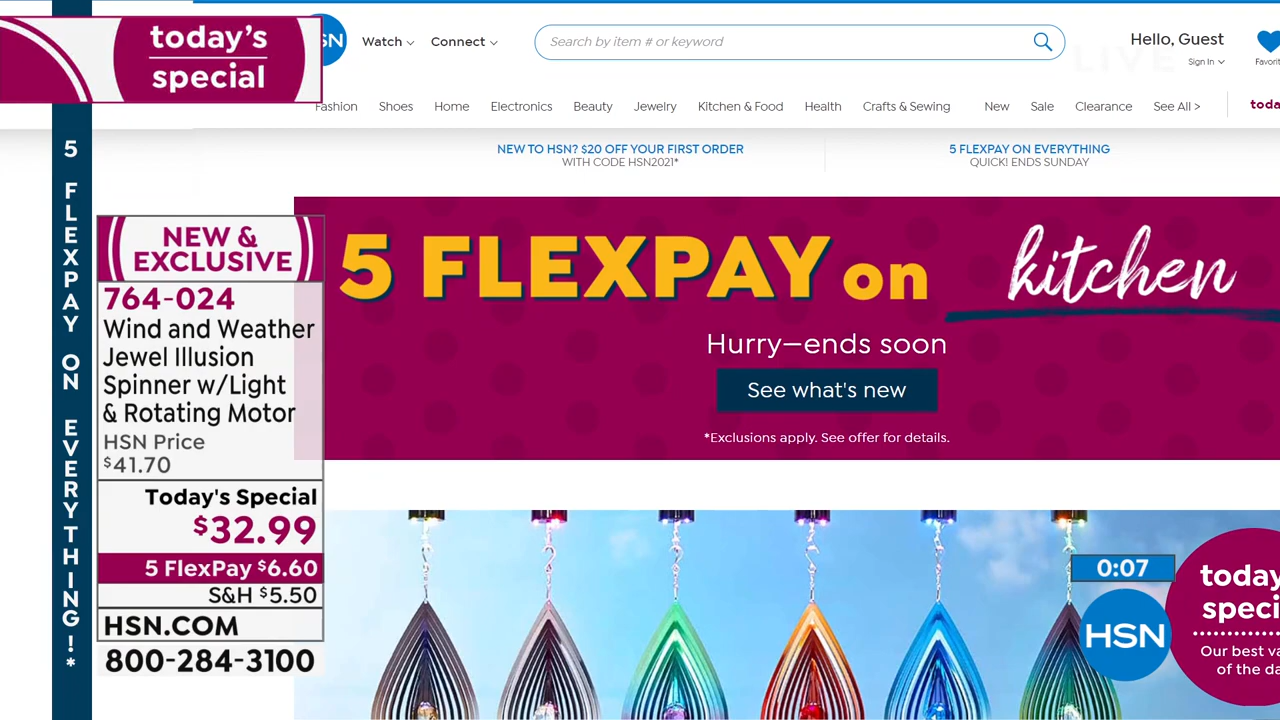 today's
special
SN
Watch
Connect
Search by item # or keyword
LIVE
Hello, Guest
Sign In
Favorit
Fashion
Shoes
Home
Electronics
Beauty
Jewelry
Kitchen & Food
Health
Crafts & Sewing
New
Sale
Clearance
See All >
toda
NEW TO HSN? $20 OFF YOUR FIRST ORDER
WITH CODE HSN2021*
5 FLEXPAY ON EVERYTHING
QUICK! ENDS SUNDAY
5 FLEXPAY ON EVERYTHING!*
NEW &
EXCLUSIVE
764-024
Wind and Weather
Jewel Illusion
Spinner w/Light
& Rotating Motor
HSN Price
$41.70
Today's Special
$32.99
5 FlexPay $6.60
S&H $5.50
HSN.COM
800-284-3100
5 FLEXPAY on kitchen
Hurry—ends soon
See what's new
*Exclusions apply. See offer for details.
0:07
HSN
today
speci
Our best va
of the da